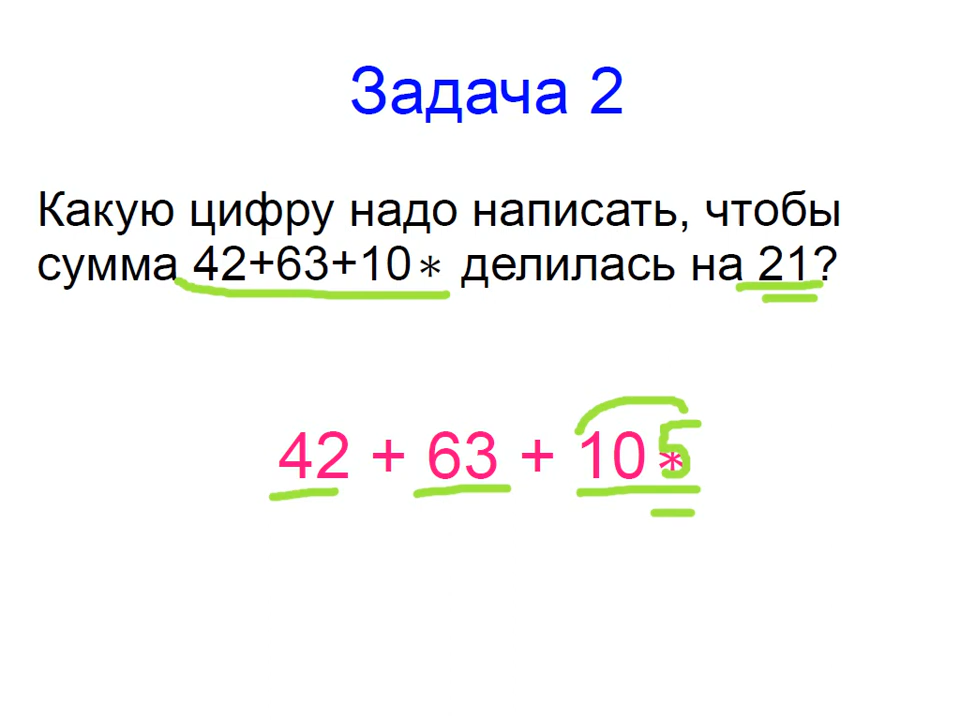 Задача 2
Какую цифру надо написать, чтобы
сумма 42+63+10* делилась на 21?
42 + 63 + 10*
5